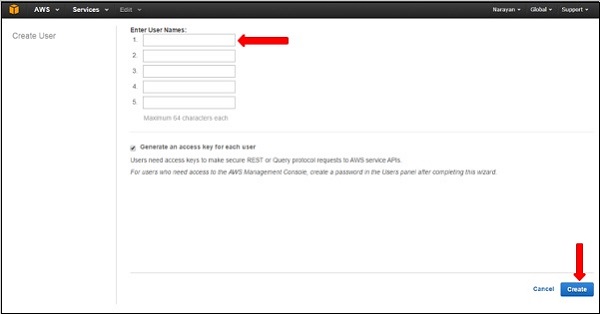 AWS Services Edit Narayan Global Support
Create User
Enter User Names:
1.
2.
3.
4.
5.
Maximum 64 characters each
Generate an access key for each user
Users need access keys to make secure REST or Query protocol requests to AWS service APIs.
For users who need access to the AWS Management Console, create a password in the Users panel after completing this wizard.
Cancel Create